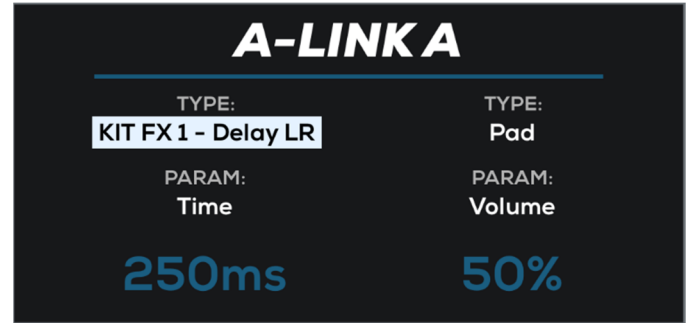 A-LINK A
TYPE: TYPE:
KIT FX 1 - Delay LR Pad
PARAM: PARAM:
Time Volume
250ms 50%